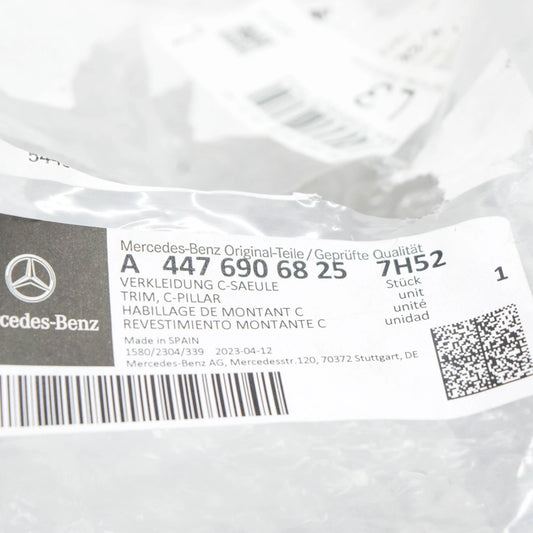 Mercedes-Benz Original-Teile/Geprüfte Qualität
A 447 690 68 25 7H52
VERKLEIDUNG C-SAEULE
TRIM, C-PILLAR
HABILLAGE DE MONTANT C
REVESTIMIENTO MONTANTE C
Stück
unit
unité
unidad
1
Made in SPAIN
1580/2304/339 2023-04-12
Mercedes-Benz AG, Mercedesstr.120, 70372 Stuttgart, DE
cedes-Benz